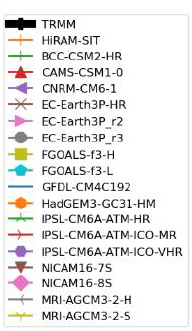 TRMM
HiRAM-SIT
BCC-CSM2-HR
CAMS-CSM1-0
CNRM-CM6-1
EC-Earth3P-HR
EC-Earth3P_r2
EC-Earth3P_r3
FGOALS-f3-H
FGOALS-f3-L
GFDL-CM4C192
HadGEM3-GC31-HM
IPSL-CM6A-ATM-HR
IPSL-CM6A-ATM-ICO-MR
IPSL-CM6A-ATM-ICO-VHR
NICAM16-7S
NICAM16-8S
MRI-AGCM3-2-H
MRI-AGCM3-2-S